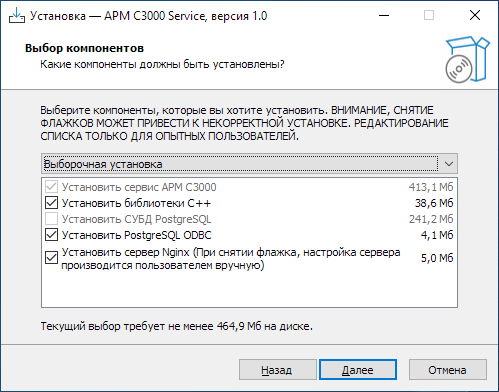 Установка — АРМ С3000 Service, версия 1.0
Выбор компонентов
Какие компоненты должны быть установлены?
Выберите компоненты, которые вы хотите установить. ВНИМАНИЕ, СНЯТИЕ
ФЛАЖКОВ МОЖЕТ ПРИВЕСТИ К НЕКОРРЕКТНОЙ УСТАНОВКЕ. РЕДАКТИРОВАНИЕ
СПИСКА ТОЛЬКО ДЛЯ ОПЫТНЫХ ПОЛЬЗОВАТЕЛЕЙ.
Выборочная установка
Установить сервис АРМ С3000 413,1 Мб
Установить библиотеки C++ 38,6 Мб
Установить СУБД PostgreSQL 241,2 Мб
Установить PostgreSQL ODBC 4,1 Мб
Установить сервер Nginx (При снятии флажка, настройка сервера
производится пользователем вручную) 5,0 Мб
Текущий выбор требует не менее 464,9 Мб на диске.
Назад Далее Отмена